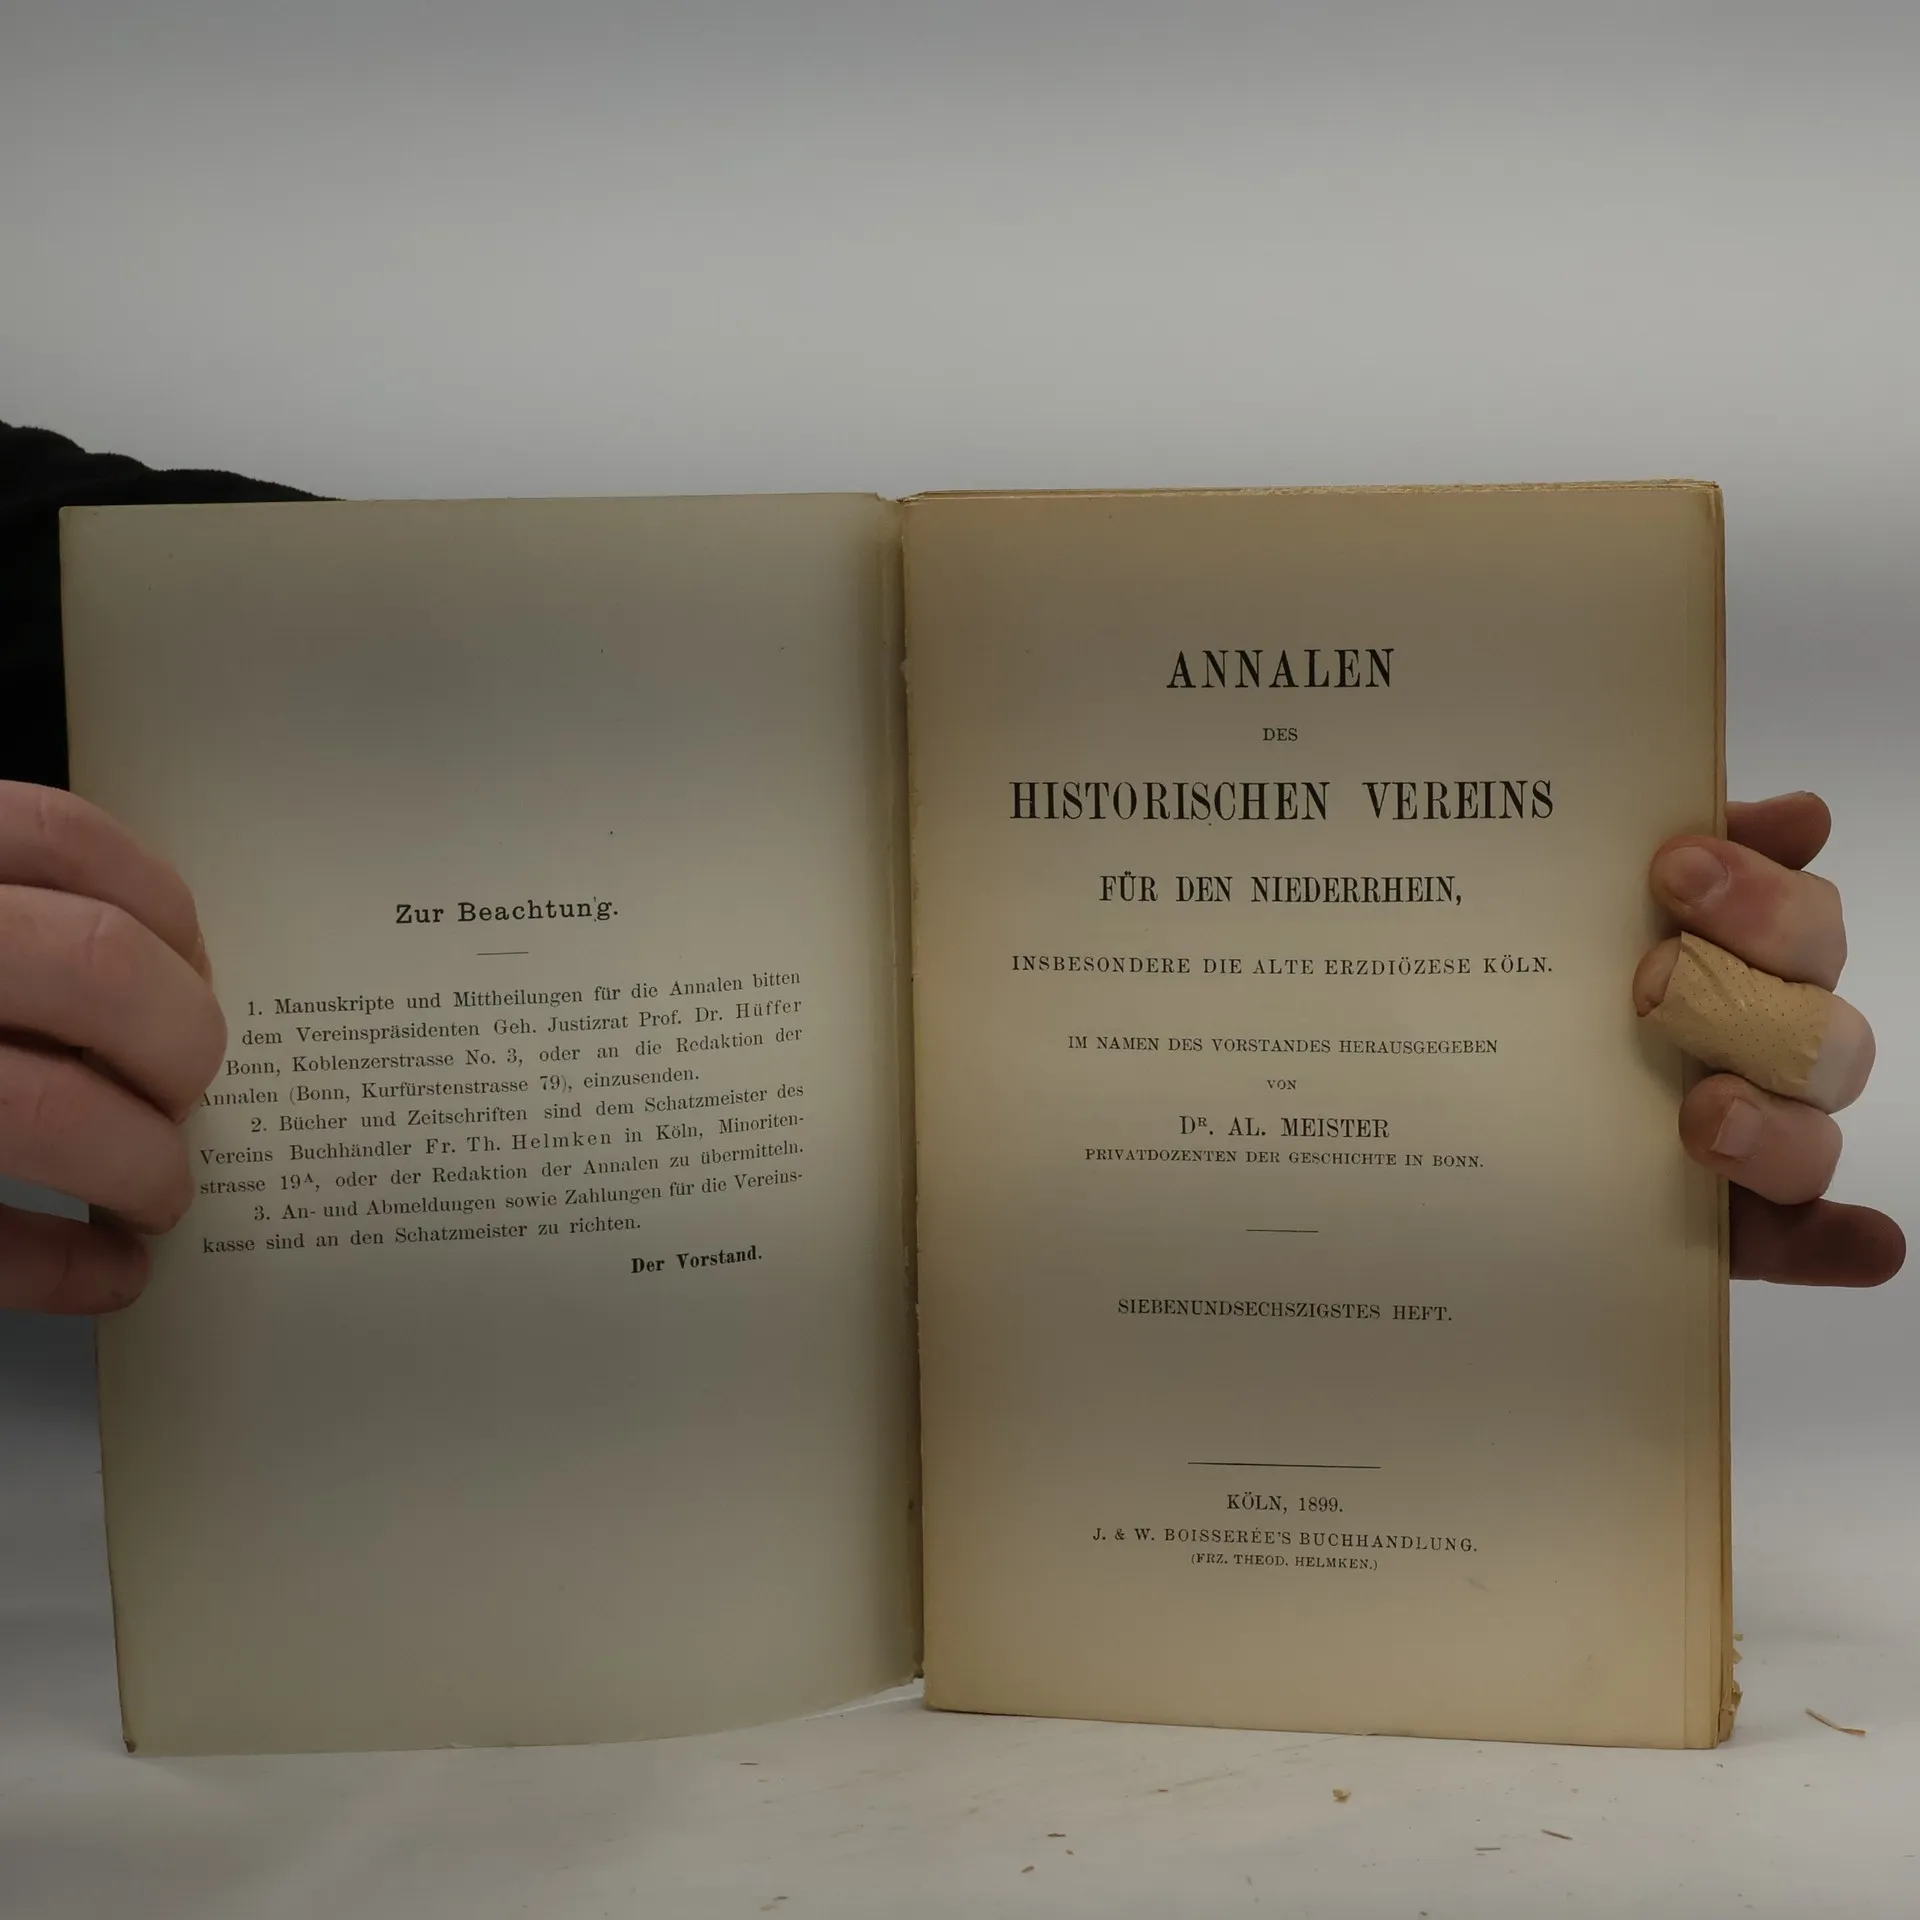 Zur Beachtung.
1. Manuskripte und Mittheilungen für die Annalen bitten
dem Vereinspräsidenten Geh. Justizrat Prof. Dr. Hüffer
Bonn, Koblenzerstrasse No. 3, oder an die Redaktion der
Annalen (Bonn, Kurfürstenstrasse 79), einzusenden.
2. Bücher und Zeitschriften sind dem Schatzmeister des
Vereins Buchhändler Fr. Th. Helmken in Köln, Minoriten-
strasse 19A, oder der Redaktion der Annalen zu übermitteln.
3. An- und Abmeldungen sowie Zahlungen für die Vereins-
kasse sind an den Schatzmeister zu richten.
Der Vorstand.
ANNALEN
DES
HISTORISCHEN VEREINS
FÜR DEN NIEDERRHEIN,
INSBESONDERE DIE ALTE ERZDIÖZESE KÖLN.
IM NAMEN DES VORSTANDES HERAUSGEGEBEN
VON
DR. AL. MEISTER
PRIVATDOZENTEN DER GESCHICHTE IN BONN.
SIEBENUNDSECHSZIGSTES HEFT.
KÖLN, 1899.
J. & W. BOISSERÉE'S BUCHHANDLUNG.
(FRZ. THEOD. HELMKEN.)